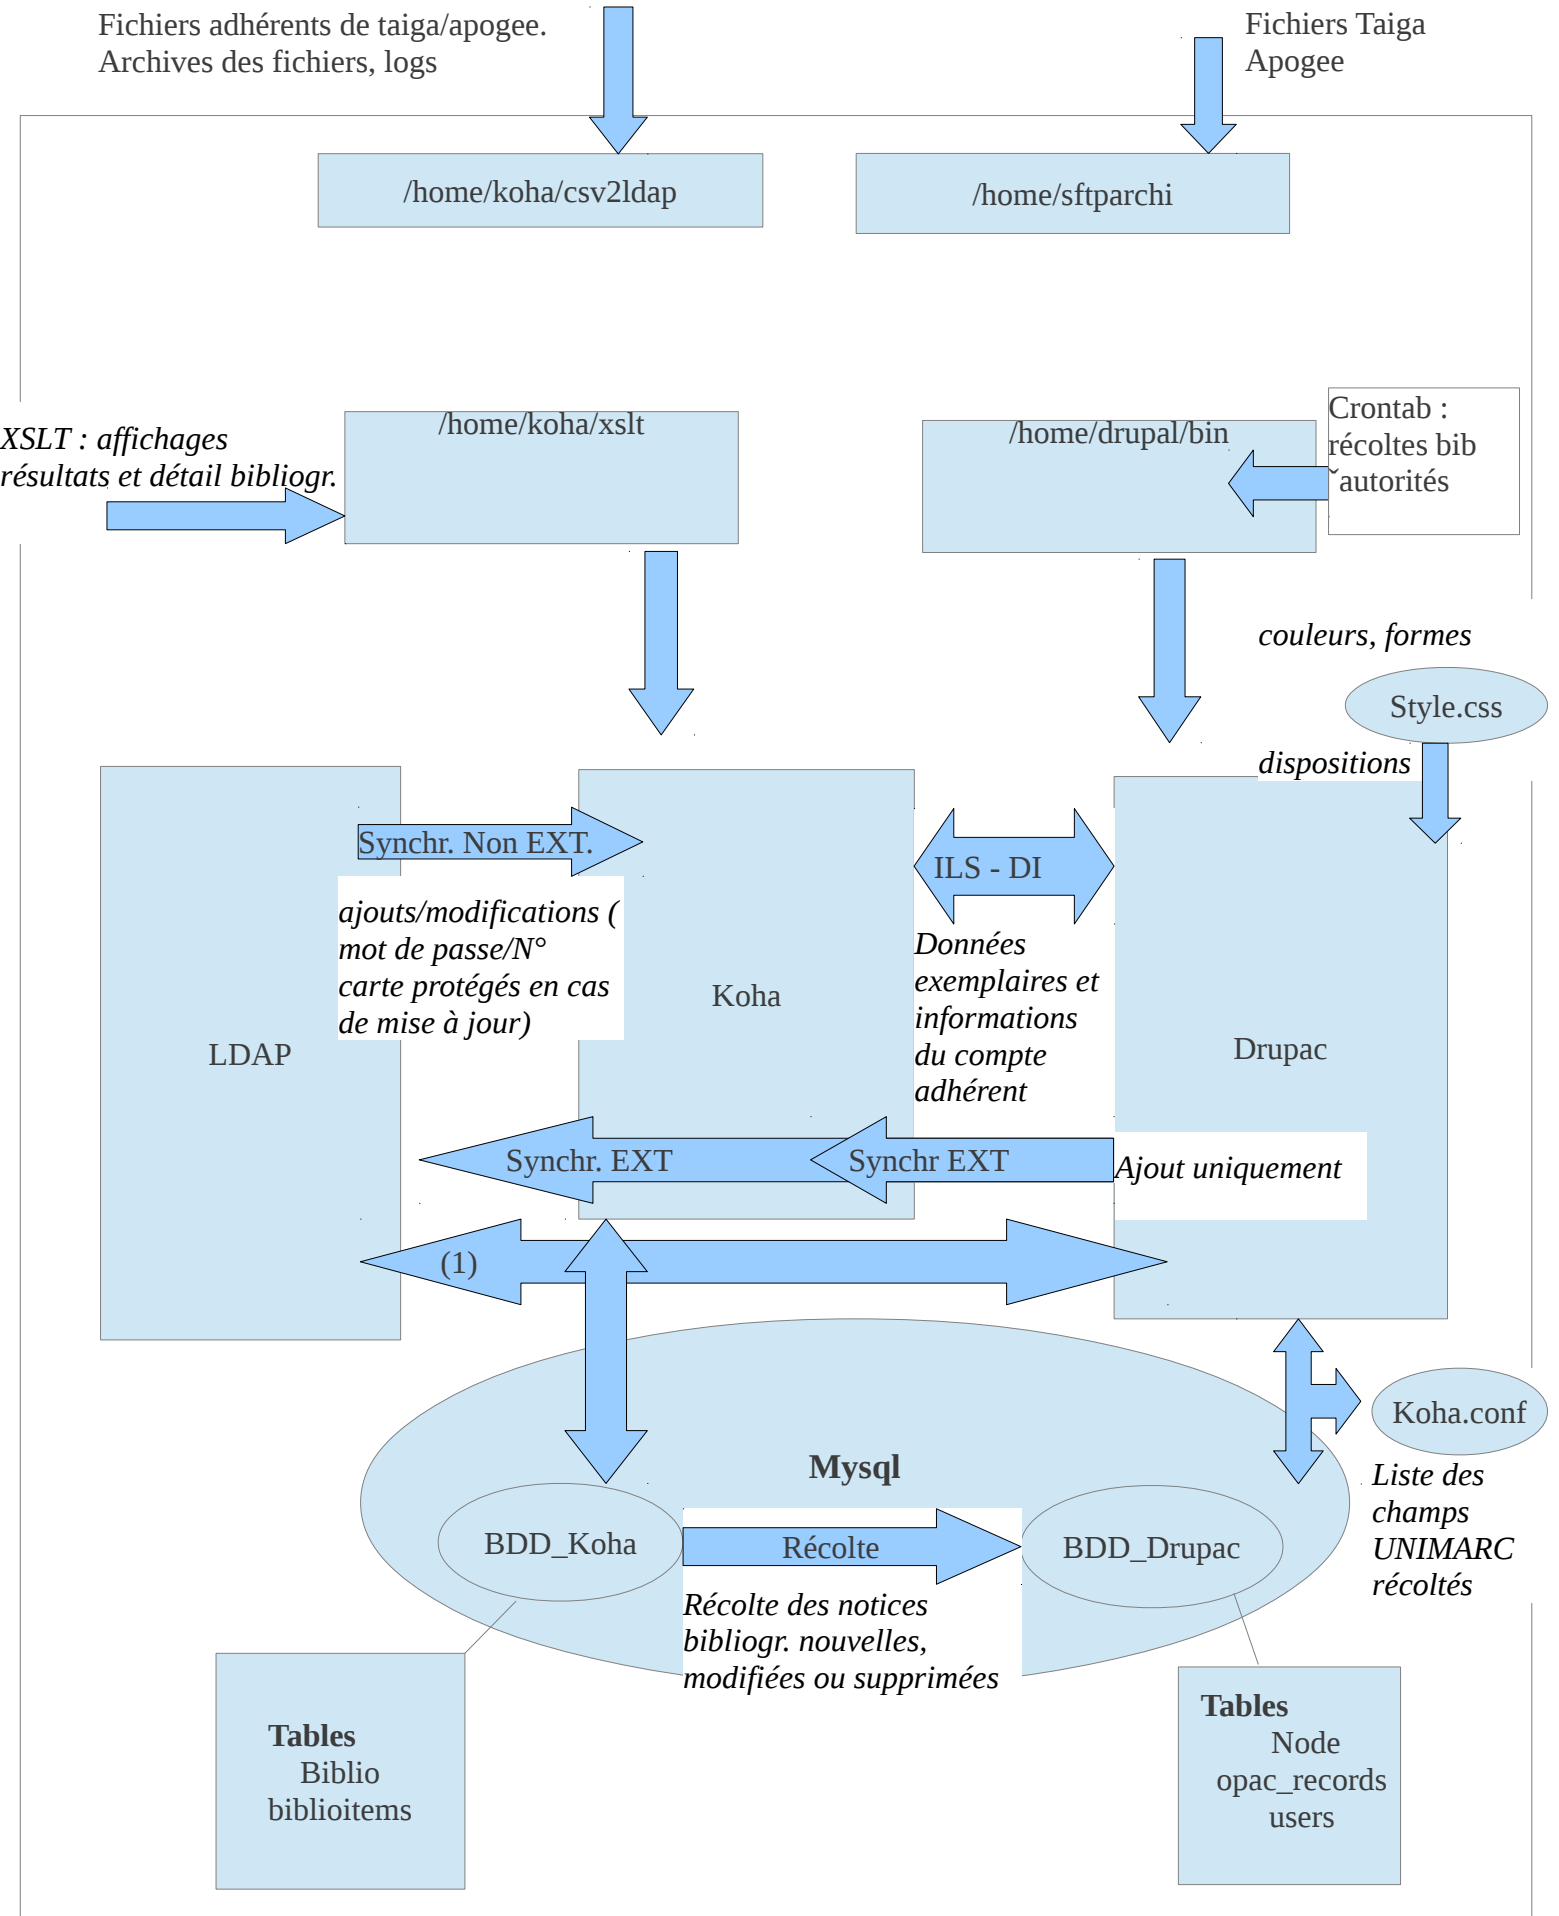 Fichiers adhérents de taiga/apogee.
Archives des fichiers, logs
Fichiers Taiga
Apogee
/home/koha/csv2ldap
/home/sftparchi
XSLT : affichages
résultats et détail bibliogr.
/home/koha/xslt
/home/drupal/bin
Crontab :
récoltes bib
ˇautorités
couleurs, formes
Style.css
dispositions
Synchr. Non EXT.
ajouts/modifications (
mot de passe/N°
carte protégés en cas
de mise à jour)
LDAP
Koha
ILS - DI
Données
exemplaires et
informations
du compte
adhérent
Drupac
Synchr. EXT
Synchr EXT
Ajout uniquement
(1)
Mysql
Koha.conf
Liste des
champs
UNIMARC
récoltés
BDD_Koha
Récolte
BDD_Drupac
Récolte des notices
bibliogr. nouvelles,
modifiées ou supprimées
Tables
Biblio
biblioitems
Tables
Node
opac_records
users